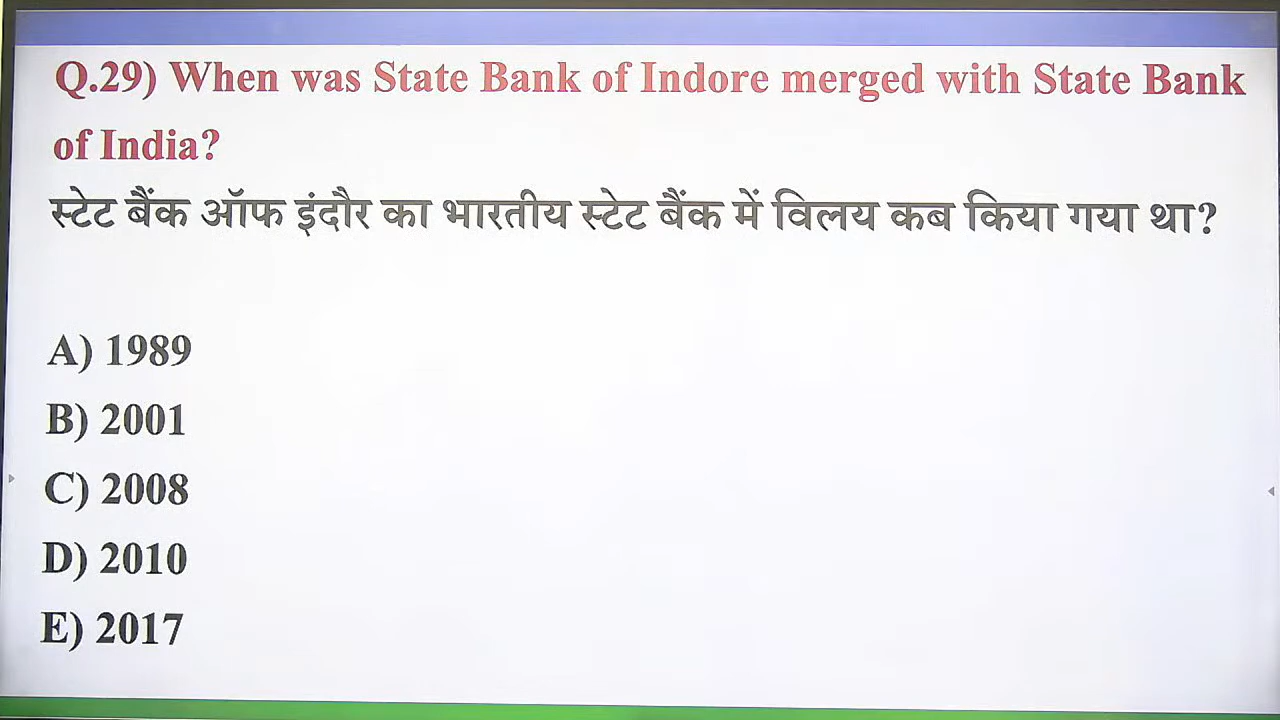 Q.29) When was State Bank of Indore merged with State Bank
of India?
स्टेट बैंक ऑफ इंदौर का भारतीय स्टेट बैंक में विलय कब किया गया था?
A) 1989
B) 2001
C) 2008
D) 2010
E) 2017